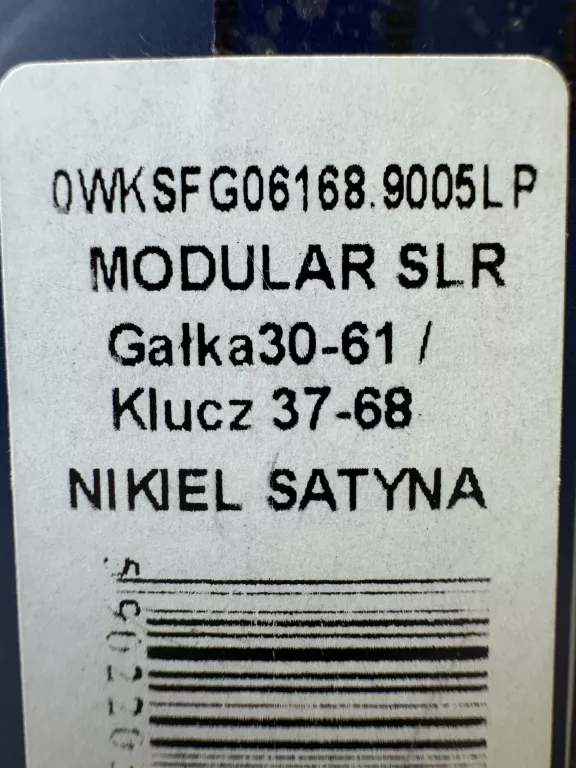 0WKSFG06168.9005LP
MODULAR SLR
Gałka30-61 /
Klucz 37-68
NIKIEL SATYNA